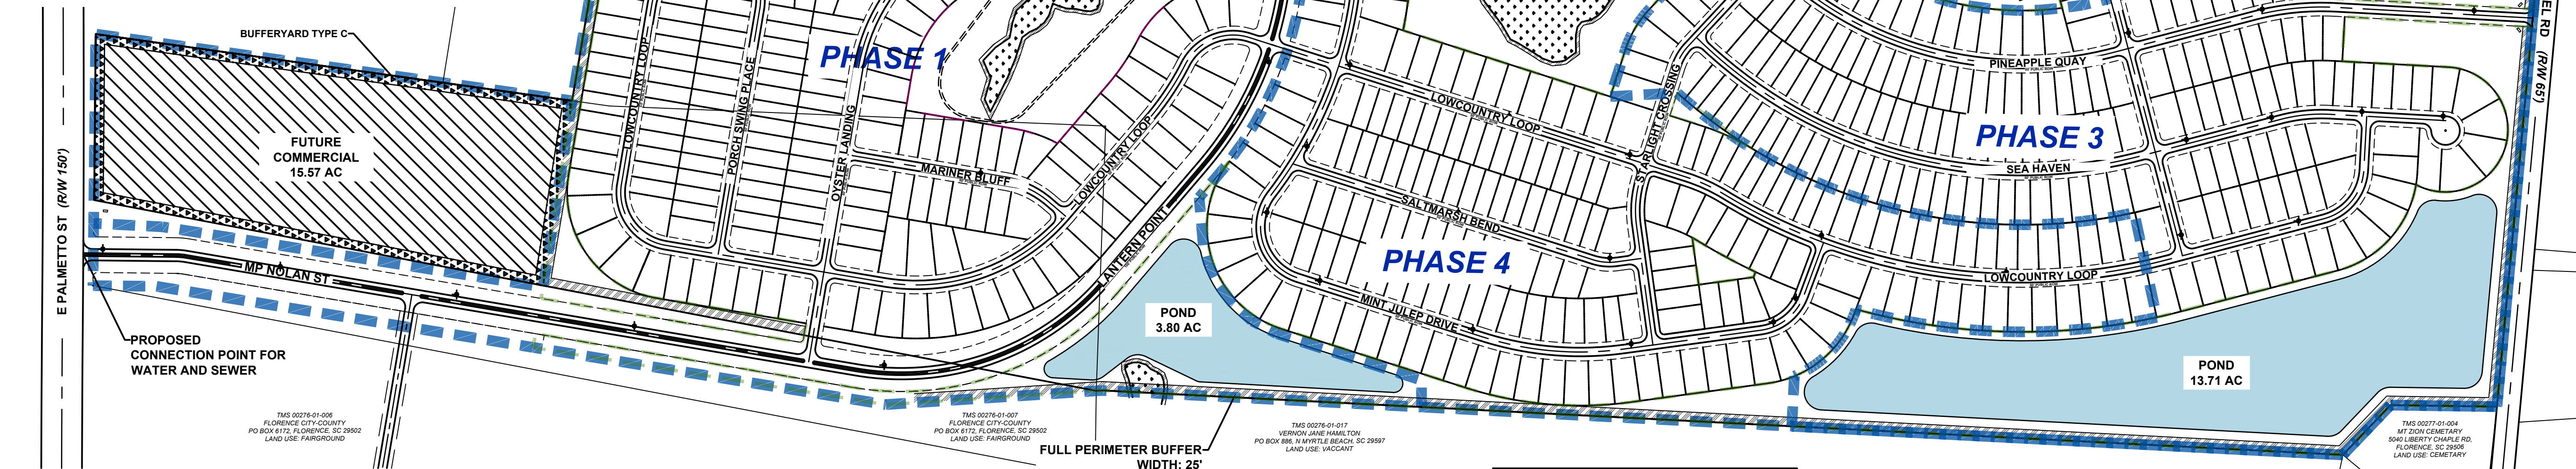 BUFFERYARD TYPE C
E PALMETTO ST (R/W 150')
FUTURE
COMMERCIAL
15.57 AC
MP NOLAN ST
PROPOSED
CONNECTION POINT FOR
WATER AND SEWER
TMS 00276-01-006
FLORENCE CITY-COUNTY
PO BOX 6172, FLORENCE, SC 29502
LAND USE: FAIRGROUND
PHASE 1
LOWCOUNTRY LOOP
PORCH SWING PLACE
OYSTER LANDING
MARINER BLUFF
LOWCOUNTRY LOOP
LANTERN POINT
TMS 00276-01-007
FLORENCE CITY-COUNTY
PO BOX 6172, FLORENCE, SC 29502
LAND USE: FAIRGROUND
FULL PERIMETER BUFFER
WIDTH: 25'
POND
3.80 AC
TMS 00276-01-017
VERNON JANE HAMILTON
PO BOX 886, N MYRTLE BEACH, SC 29597
LAND USE: VACCANT
LOWCOUNTRY LOOP
SALTMARSH BEND
PHASE 4
MINT JULEP DRIVE
STARLIGHT CROSSING
PINEAPPLE QUAY
PHASE 3
SEA HAVEN
LOWCOUNTRY LOOP
POND
13.71 AC
RD (R/W 65')
TMS 00277-01-004
MT ZION CEMETARY
5040 LIBERTY CHAPLE RD,
FLORENCE, SC 29506
LAND USE: CEMETARY